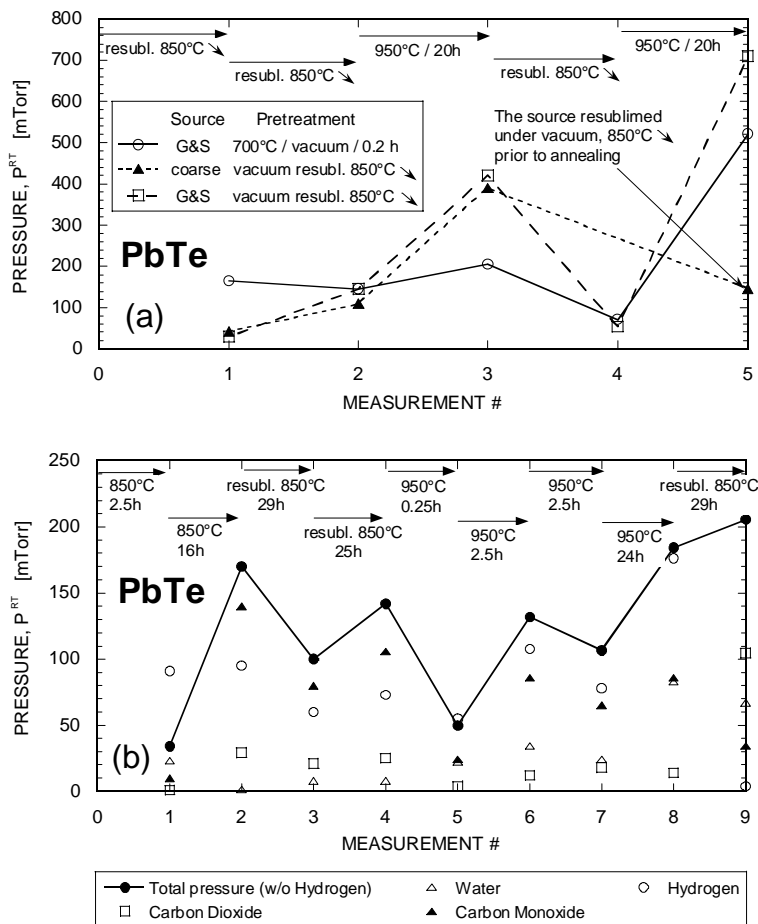 800
700
600
500
400
300
200
100
0
PRESSURE, P^RT [mTorr]
resubl. 850°C
resubl. 850°C
950°C / 20h
resubl. 850°C
950°C / 20h
Source Pretreatment
G&S 700°C / vacuum / 0.2 h
coarse vacuum resubl. 850°C
G&S vacuum resubl. 850°C
The source resublimed
under vacuum, 850°C
prior to annealing
PbTe
(a)
0 1 2 3 4 5
MEASUREMENT #
250
200
150
100
50
0
PRESSURE, P^RT [mTorr]
850°C
2.5h
850°C
16h
resubl. 850°C
29h
resubl. 850°C
25h
950°C
0.25h
950°C
2.5h
950°C
2.5h
950°C
24h
resubl. 850°C
29h
PbTe
(b)
0 1 2 3 4 5 6 7 8 9
MEASUREMENT #
Total pressure (w/o Hydrogen) Water Hydrogen
Carbon Dioxide Carbon Monoxide